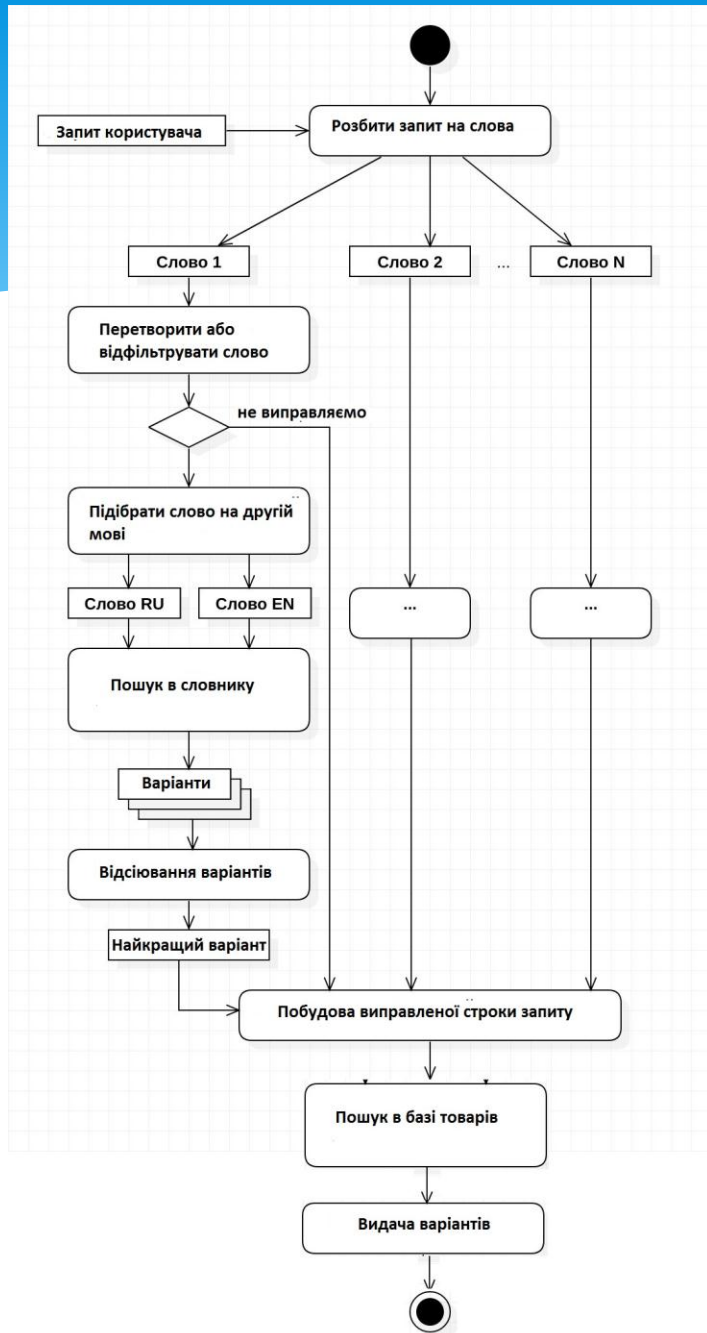 Запит користувача
Розбити запит на слова
Слово 1
Слово 2
...
Слово N
Перетворити або
відфільтрувати слово
не виправляємо
Підібрати слово на другій
мові
Слово RU
Слово EN
...
...
Пошук в словнику
Варіанти
Відсіювання варіантів
Найкращий варіант
Побудова виправленої строки запиту
Пошук в базі товарів
Видача варіантів